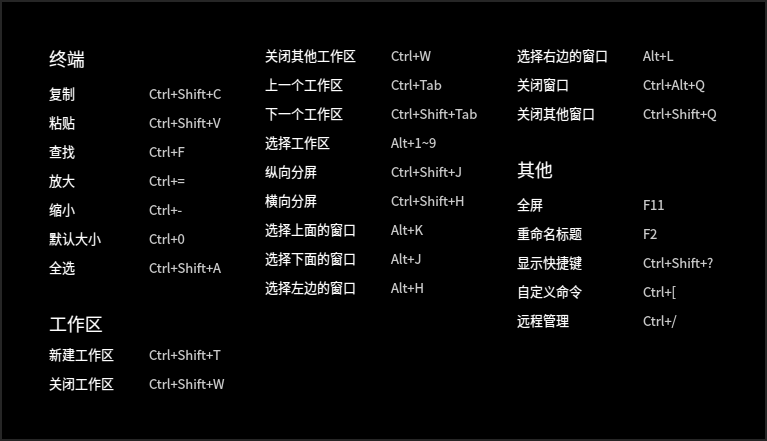 终端
复制 Ctrl+Shift+C
粘贴 Ctrl+Shift+V
查找 Ctrl+F
放大 Ctrl+=
缩小 Ctrl+-
默认大小 Ctrl+0
全选 Ctrl+Shift+A
工作区
新建工作区 Ctrl+Shift+T
关闭工作区 Ctrl+Shift+W
关闭其他工作区 Ctrl+W
上一个工作区 Ctrl+Tab
下一个工作区 Ctrl+Shift+Tab
选择工作区 Alt+1~9
纵向分屏 Ctrl+Shift+J
横向分屏 Ctrl+Shift+H
选择上面的窗口 Alt+K
选择下面的窗口 Alt+J
选择左边的窗口 Alt+H
选择右边的窗口 Alt+L
关闭窗口 Ctrl+Alt+Q
关闭其他窗口 Ctrl+Shift+Q
其他
全屏 F11
重命名标题 F2
显示快捷键 Ctrl+Shift+?
自定义命令 Ctrl+[
远程管理 Ctrl+/